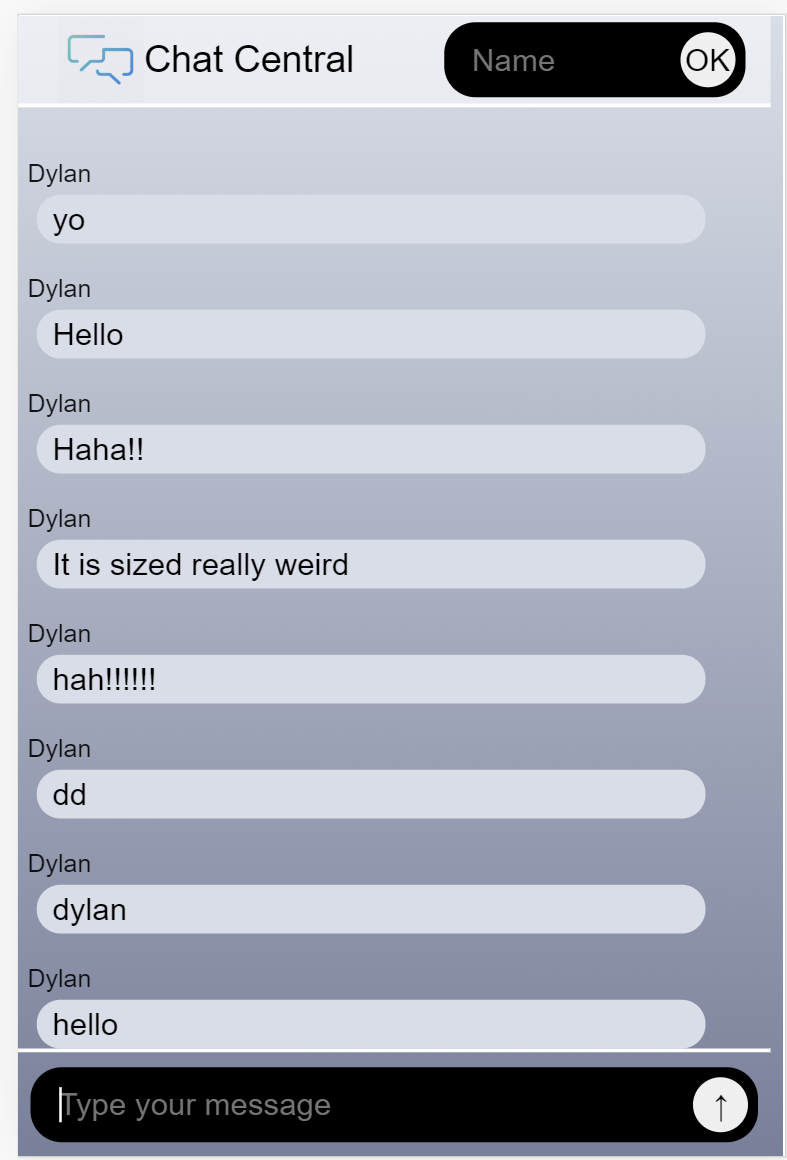 Chat Central
Name
OK
Dylan
yo
Dylan
Hello
Dylan
Haha!!
Dylan
It is sized really weird
Dylan
hah!!!!!!
Dylan
dd
Dylan
dylan
Dylan
hello
Type your message
↑